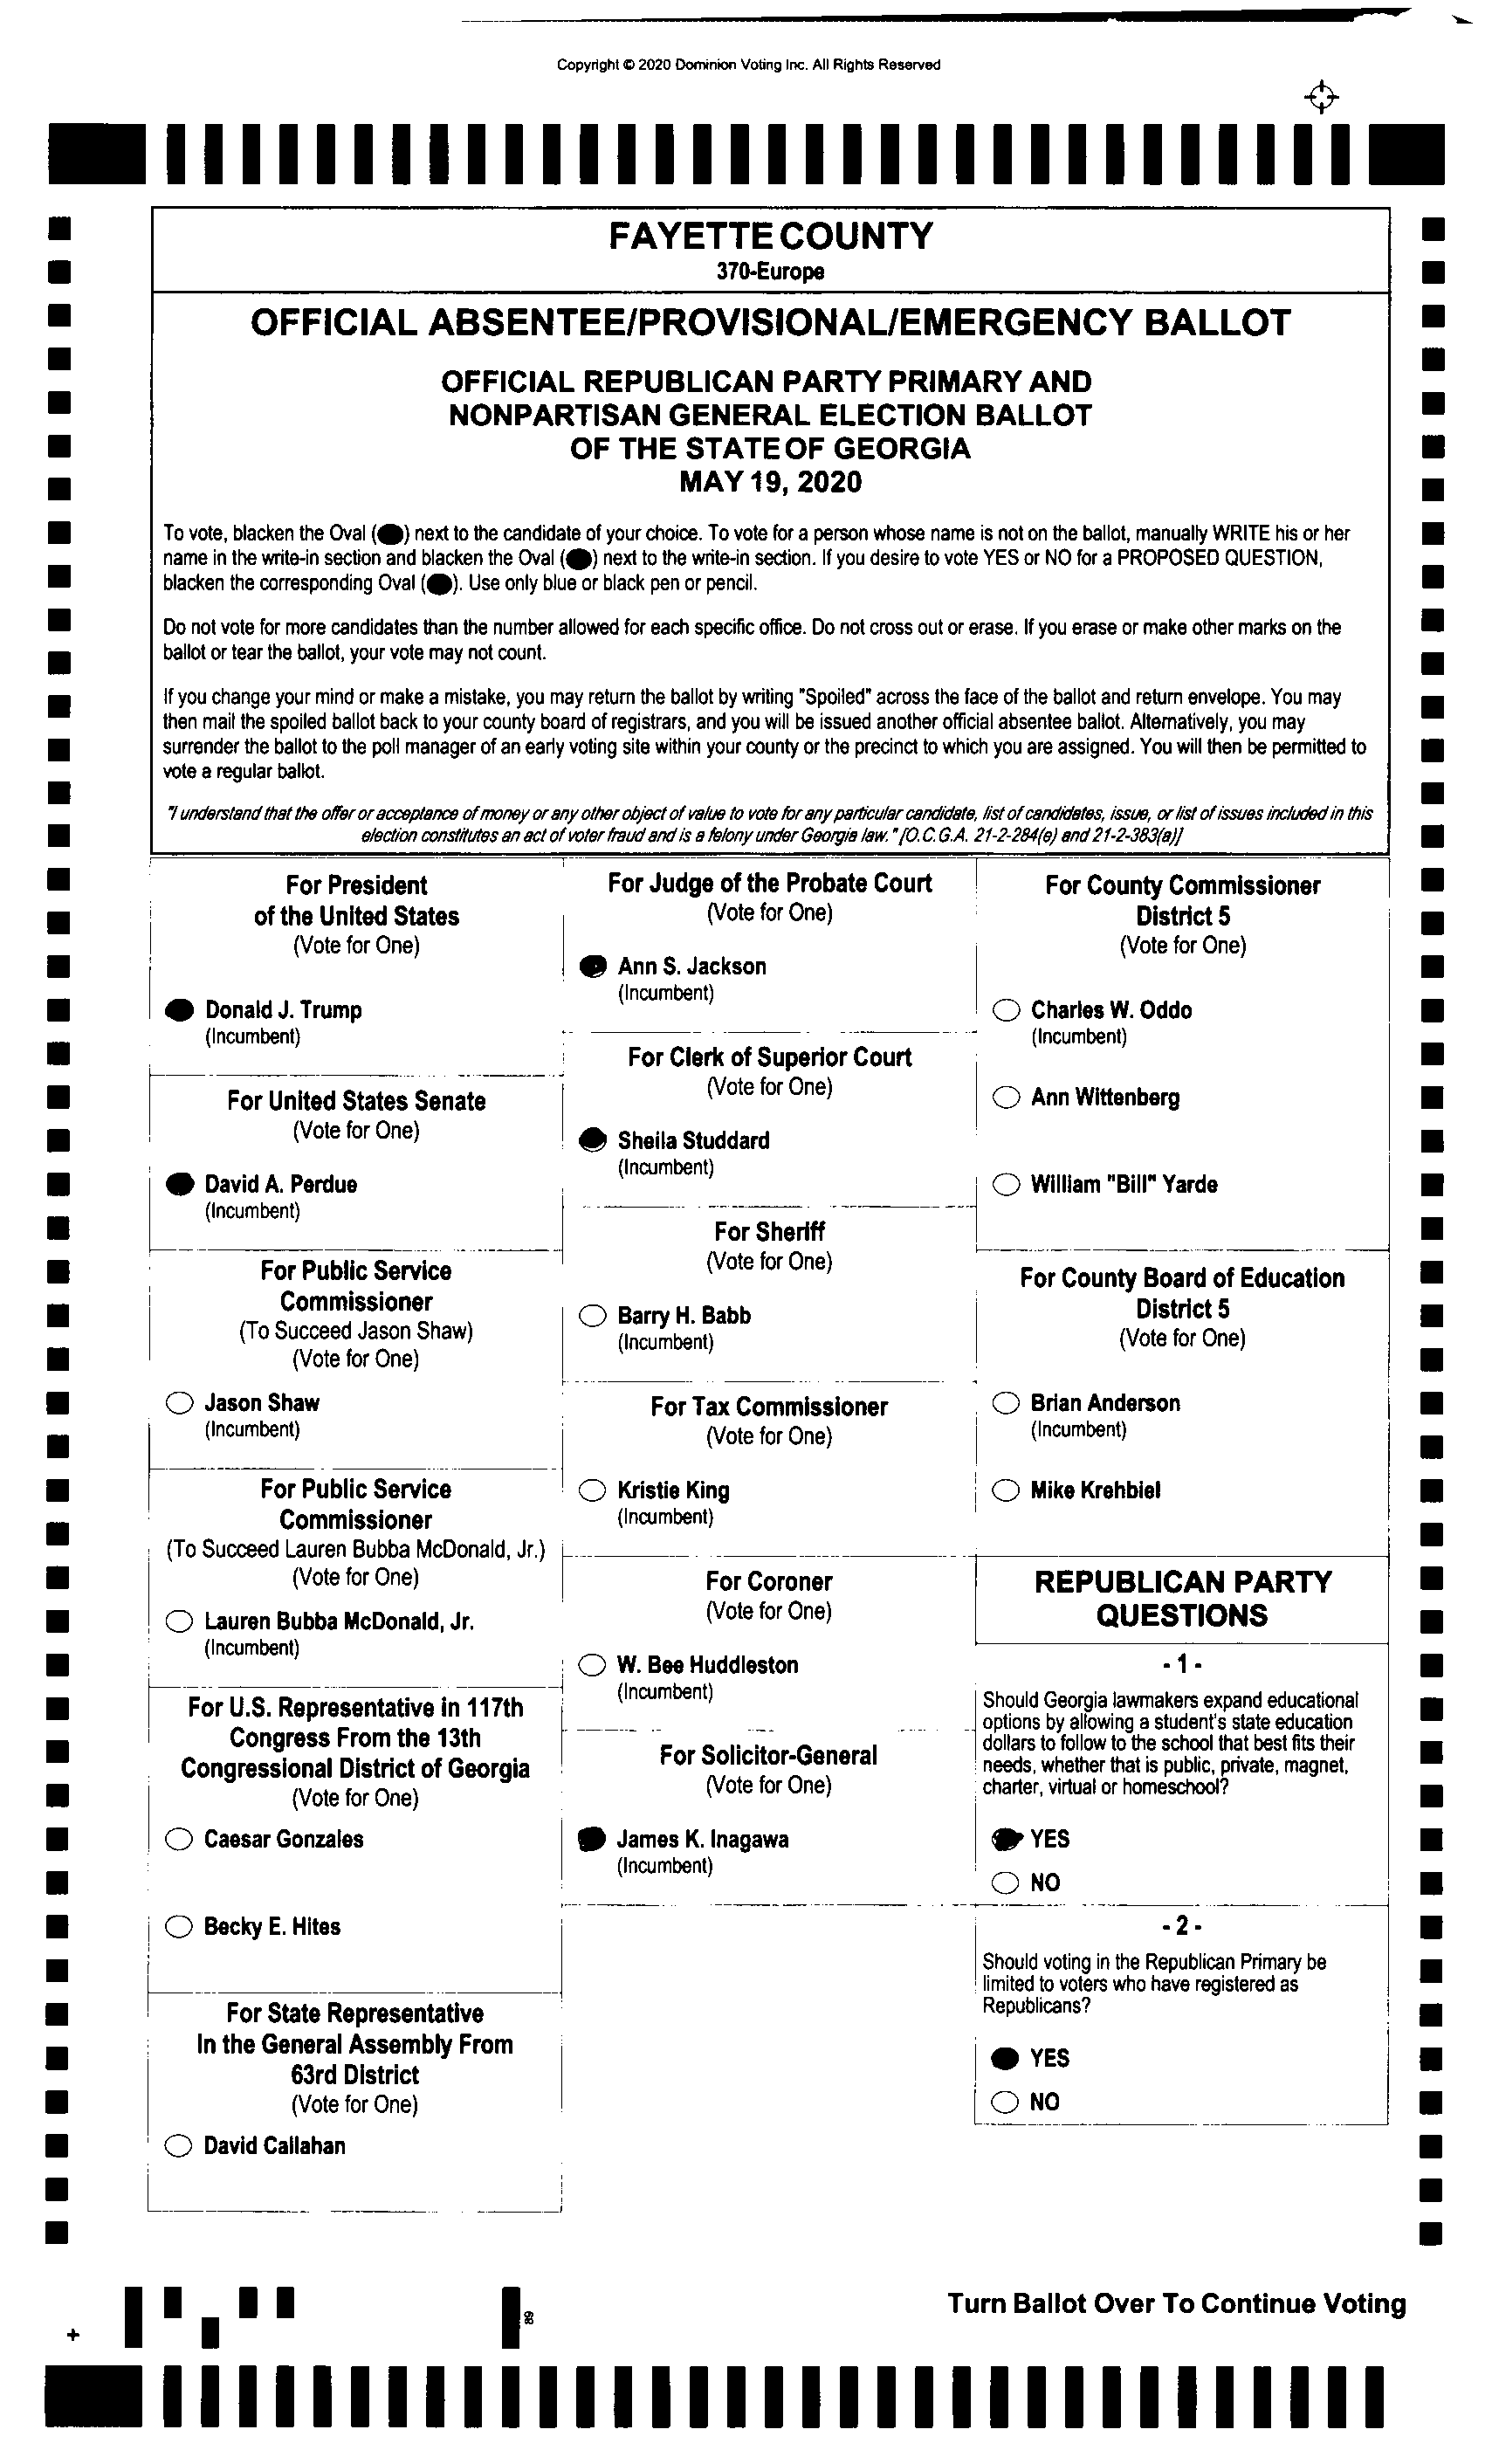 Copyright © 2020 Dominion Voting Inc. All Rights Reserved
FAYETTE COUNTY
370-Europe
OFFICIAL ABSENTEE/PROVISIONAL/EMERGENCY BALLOT
OFFICIAL REPUBLICAN PARTY PRIMARY AND
NONPARTISAN GENERAL ELECTION BALLOT
OF THE STATE OF GEORGIA
MAY 19, 2020
To vote, blacken the Oval ( ) next to the candidate of your choice. To vote for a person whose name is not on the ballot, manually WRITE his or her
name in the write-in section and blacken the Oval ( ) next to the write-in section. If you desire to vote YES or NO for a PROPOSED QUESTION,
blacken the corresponding Oval ( ). Use only blue or black pen or pencil.
Do not vote for more candidates than the number allowed for each specific office. Do not cross out or erase. If you erase or make other marks on the
ballot or tear the ballot, your vote may not count.
If you change your mind or make a mistake, you may return the ballot by writing "Spoiled" across the face of the ballot and return envelope. You may
then mail the spoiled ballot back to your county board of registrars, and you will be issued another official absentee ballot. Alternatively, you may
surrender the ballot to the poll manager of an early voting site within your county or the precinct to which you are assigned. You will then be permitted to
vote a regular ballot.
"I understand that the offer or acceptance of money or any other object of value to vote for any particular candidate, list of candidates, issue, or list of issues included in this
election constitutes an act of voter fraud and is a felony under Georgia law." [O.C.G.A. 21-2-284(e) and 21-2-383(a)]
For President
of the United States
(Vote for One)
Donald J. Trump
(Incumbent)
For United States Senate
(Vote for One)
David A. Perdue
(Incumbent)
For Public Service
Commissioner
(To Succeed Jason Shaw)
(Vote for One)
Jason Shaw
(Incumbent)
For Public Service
Commissioner
(To Succeed Lauren Bubba McDonald, Jr.)
(Vote for One)
Lauren Bubba McDonald, Jr.
(Incumbent)
For U.S. Representative in 117th
Congress From the 13th
Congressional District of Georgia
(Vote for One)
Caesar Gonzales
Becky E. Hites
For State Representative
In the General Assembly From
63rd District
(Vote for One)
David Callahan
For Judge of the Probate Court
(Vote for One)
Ann S. Jackson
(Incumbent)
For Clerk of Superior Court
(Vote for One)
Sheila Studdard
(Incumbent)
For Sheriff
(Vote for One)
Barry H. Babb
(Incumbent)
For Tax Commissioner
(Vote for One)
Kristie King
(Incumbent)
For Coroner
(Vote for One)
W. Bee Huddleston
(Incumbent)
For Solicitor-General
(Vote for One)
James K. Inagawa
(Incumbent)
For County Commissioner
District 5
(Vote for One)
Charles W. Oddo
(Incumbent)
Ann Wittenberg
William "Bill" Yarde
For County Board of Education
District 5
(Vote for One)
Brian Anderson
(Incumbent)
Mike Krehbiel
REPUBLICAN PARTY
QUESTIONS
- 1 -
Should Georgia lawmakers expand educational
options by allowing a student's state education
dollars to follow to the school that best fits their
needs, whether that is public, private, magnet,
charter, virtual or homeschool?
YES
NO
- 2 -
Should voting in the Republican Primary be
limited to voters who have registered as
Republicans?
YES
NO
Turn Ballot Over To Continue Voting
89